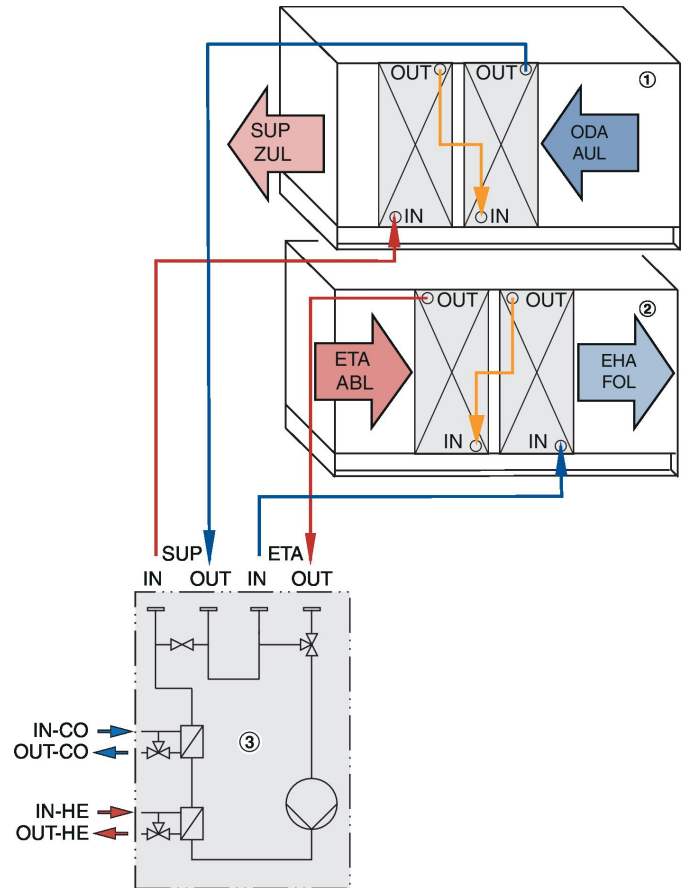 OUT OUT ①
SUP
ZUL
ODA
AUL
IN IN
OUT OUT ②
ETA
ABL
EHA
FOL
IN IN
SUP ETA
IN OUT IN OUT
IN-CO
OUT-CO
③
IN-HE
OUT-HE